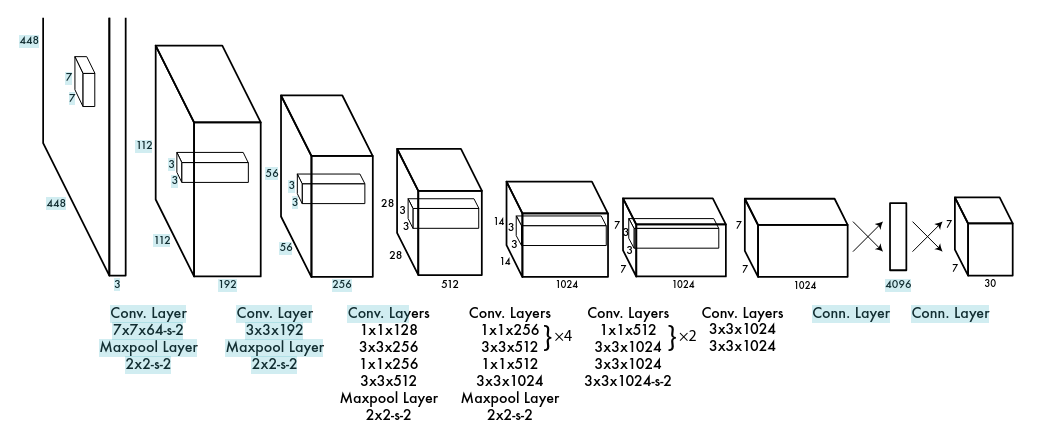 448
7
7
448
3
112
3
3
112
192
56
3
3
56
256
28
3
3
28
512
14
3
3
14
1024
7
3
3
7
1024
7
7
1024
4096
7
7
30
Conv. Layer
7x7x64-s-2
Maxpool Layer
2x2-s-2
Conv. Layer
3x3x192
Maxpool Layer
2x2-s-2
Conv. Layers
1x1x128
3x3x256
1x1x256
3x3x512
Maxpool Layer
2x2-s-2
Conv. Layers
1x1x256
3x3x512
}×4
1x1x512
3x3x1024
Maxpool Layer
2x2-s-2
Conv. Layers
1x1x512
3x3x1024
}×2
3x3x1024
3x3x1024-s-2
Conv. Layers
3x3x1024
3x3x1024
Conn. Layer
Conn. Layer